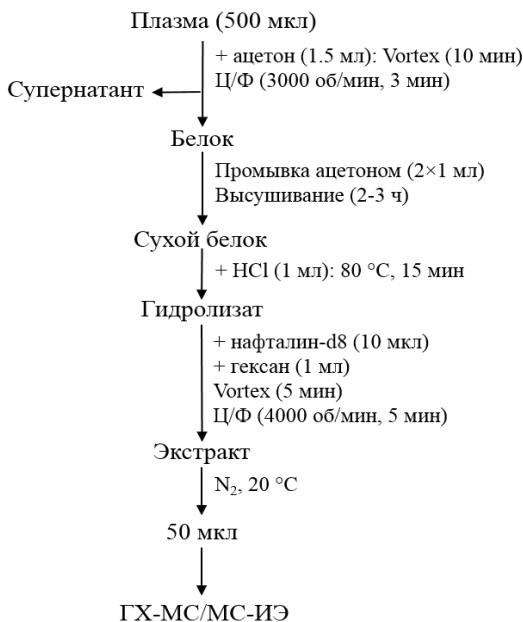 Плазма (500 мкл)
+ ацетон (1.5 мл): Vortex (10 мин)
Ц/Ф (3000 об/мин, 3 мин)
Супернатант
Белок
Промывка ацетоном (2×1 мл)
Высушивание (2-3 ч)
Сухой белок
+ HCl (1 мл): 80 °C, 15 мин
Гидролизат
+ нафталин-d8 (10 мкл)
+ гексан (1 мл)
Vortex (5 мин)
Ц/Ф (4000 об/мин, 5 мин)
Экстракт
N₂, 20 °C
50 мкл
ГХ-МС/МС-ИЭ